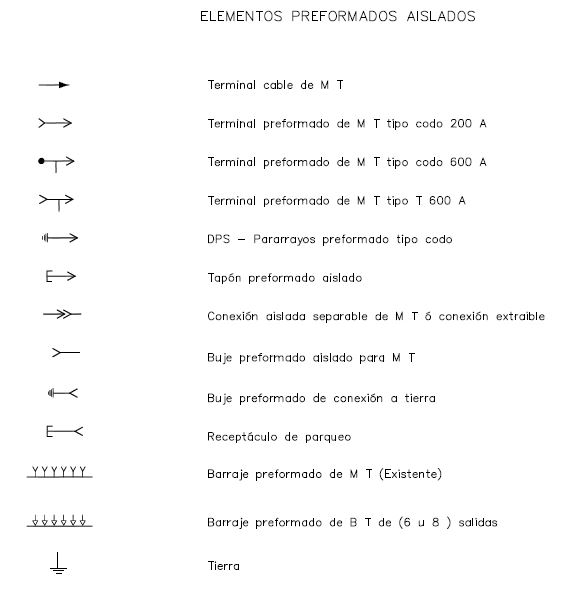 ELEMENTOS PREFORMADOS AISLADOS
Terminal cable de M T
Terminal preformado de M T tipo codo 200 A
Terminal preformado de M T tipo codo 600 A
Terminal preformado de M T tipo T 600 A
DPS – Pararrayos preformado tipo codo
Tapón preformado aislado
Conexión aislada separable de M T ó conexión extraible
Buje preformado aislado para M T
Buje preformado de conexión a tierra
Receptáculo de parqueo
Barraje preformado de M T (Existente)
Barraje preformado de B T de (6 u 8 ) salidas
Tierra